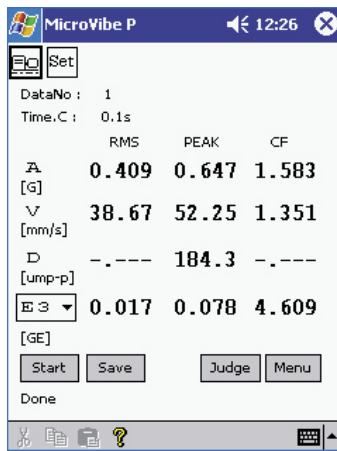 MicroVibe P 12:26
Set
DataNo : 1
Time.C : 0.1s
RMS PEAK CF
A 0.409 0.647 1.583
[G]
V 38.67 52.25 1.351
[mm/s]
D -.--- 184.3 -.---
[ump-p]
E3 0.017 0.078 4.609
[GE]
Start Save Judge Menu
Done